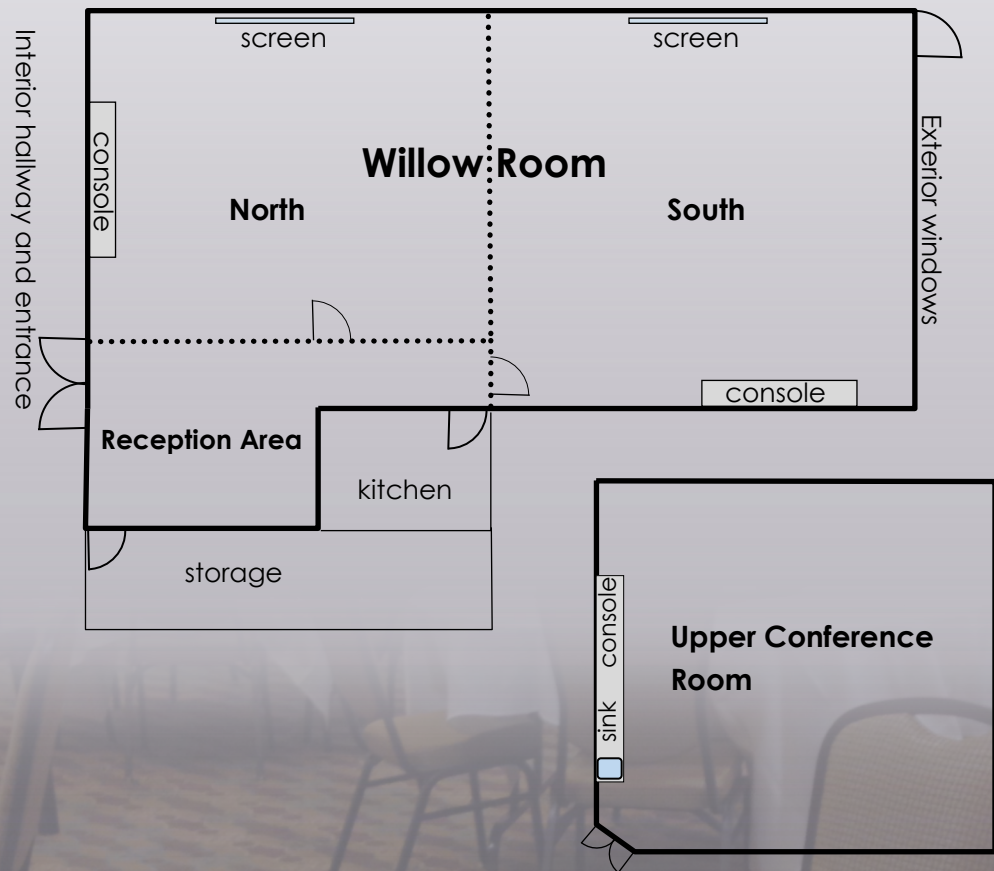 screen
screen
Interior hallway and entrance
console
Willow Room
North
South
Exterior windows
console
Reception Area
kitchen
storage
console
sink
Upper Conference
Room